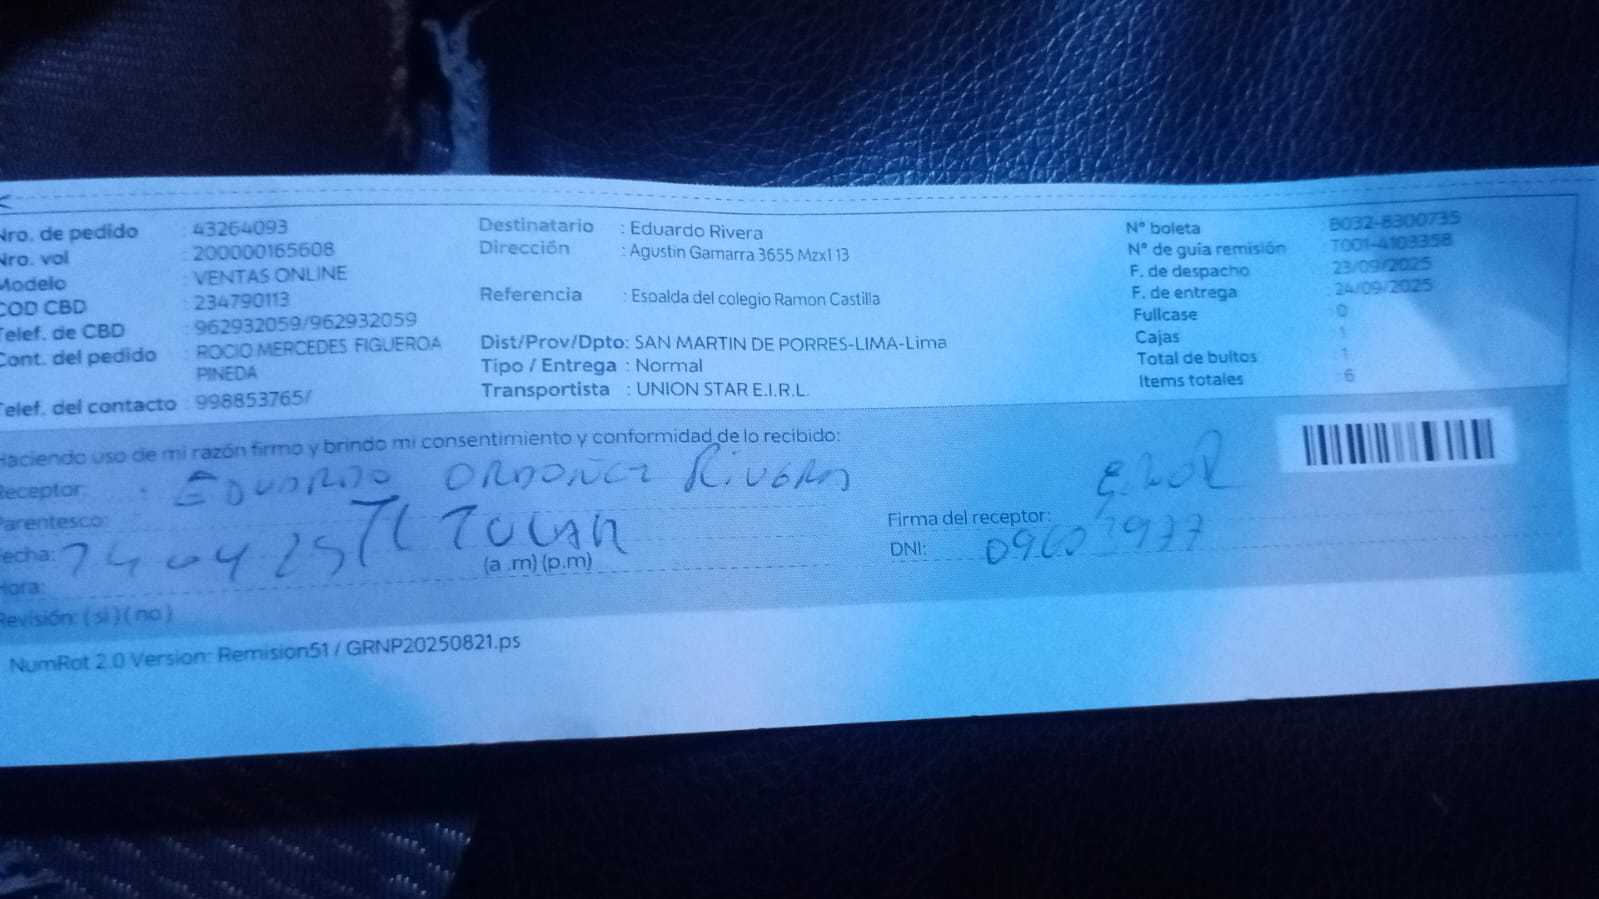 Nro. de pedido : 43264093
Nro. vol : 200000165608
Modelo : VENTAS ONLINE
COD CBD : 234790113
Telef. de CBD : 962932059/962932059
Cont. del pedido : ROCIO MERCEDES FIGUEROA
PINEDA
Telef. del contacto : 998853765/
Destinatario : Eduardo Rivera
Dirección : Agustin Gamarra 3655 Mzx1 13
Referencia : Esoalda del colegio Ramon Castilla
Dist/Prov/Dpto: SAN MARTIN DE PORRES-LIMA-Lima
Tipo / Entrega : Normal
Transportista : UNION STAR E.I.R.L.
N° boleta : B032-8300735
N° de guía remisión : T001-4103358
F. de despacho : 23/09/2025
F. de entrega : 24/09/2025
Fullcase : 0
Cajas : 1
Total de bultos : 1
Items totales : 6
Haciendo uso de mi razón firmo y brindo mi consentimiento y conformidad de lo recibido:
Receptor: EDUARDO ORDOÑEZ RIVERA
Parentesco: TITULAR
Fecha:
Hora: (a .m) (p.m)
Revisión: ( si ) ( no )
Firma del receptor:
DNI:
NumRot 2.0 Version: Remision51 / GRNP20250821.ps